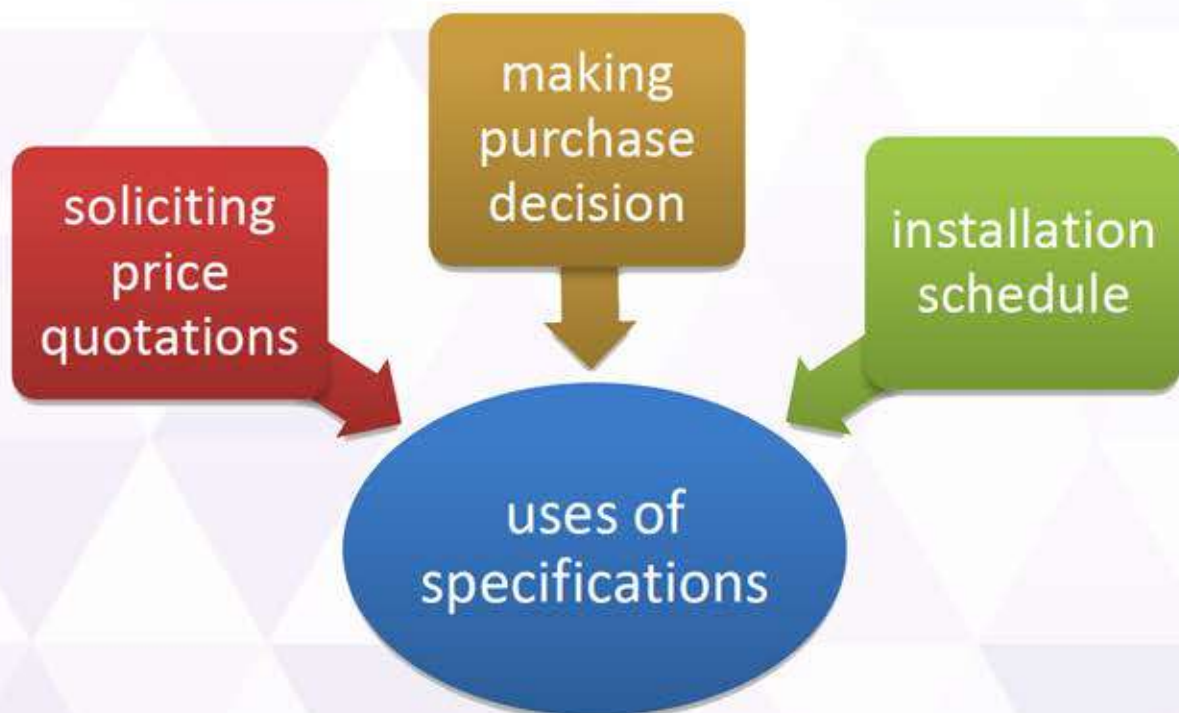 making
purchase
decision
soliciting
price
quotations
installation
schedule
uses of
specifications